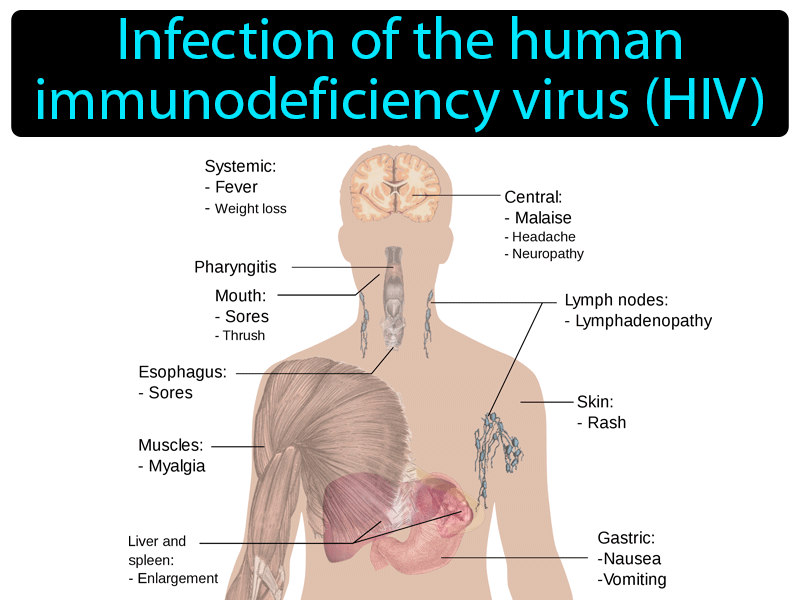 Infection of the human
immunodeficiency virus (HIV)
Systemic:
- Fever
- Weight loss
Central:
- Malaise
- Headache
- Neuropathy
Pharyngitis
Mouth:
- Sores
- Thrush
Lymph nodes:
- Lymphadenopathy
Esophagus:
- Sores
Skin:
- Rash
Muscles:
- Myalgia
Liver and
spleen:
- Enlargement
Gastric:
-Nausea
-Vomiting